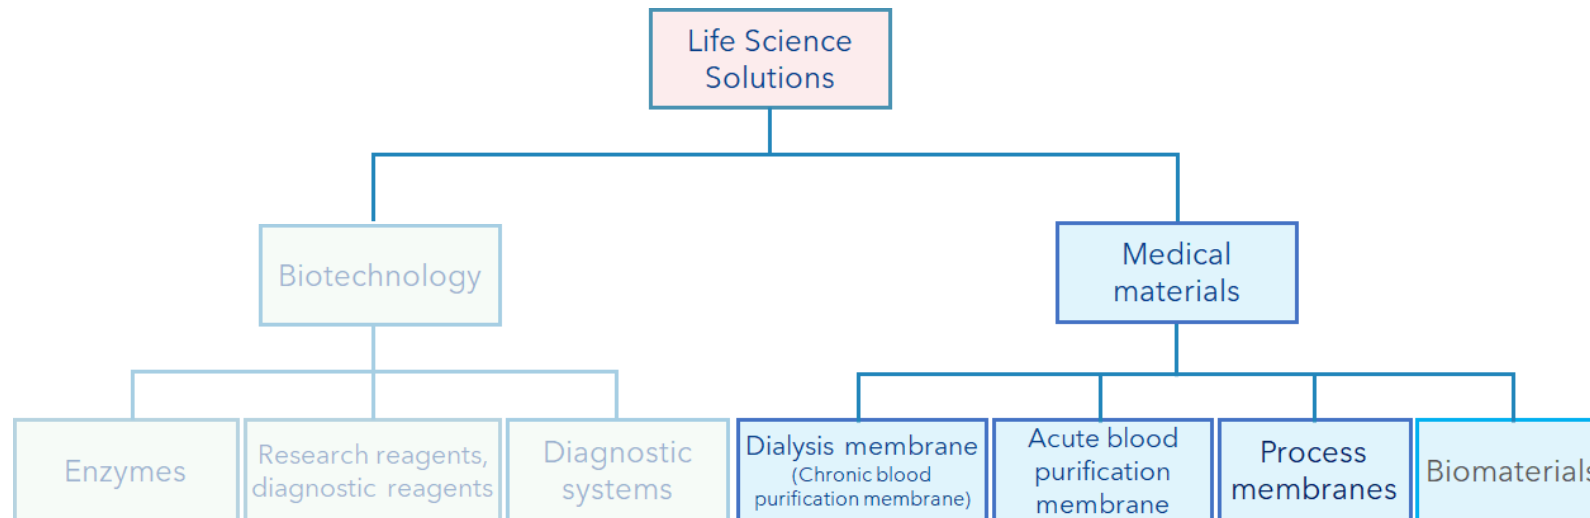 Life Science
Solutions
Biotechnology
Medical
materials
Enzymes
Research reagents,
diagnostic reagents
Diagnostic
systems
Dialysis membrane
(Chronic blood
purification membrane)
Acute blood
purification
membrane
Process
membranes
Biomaterials